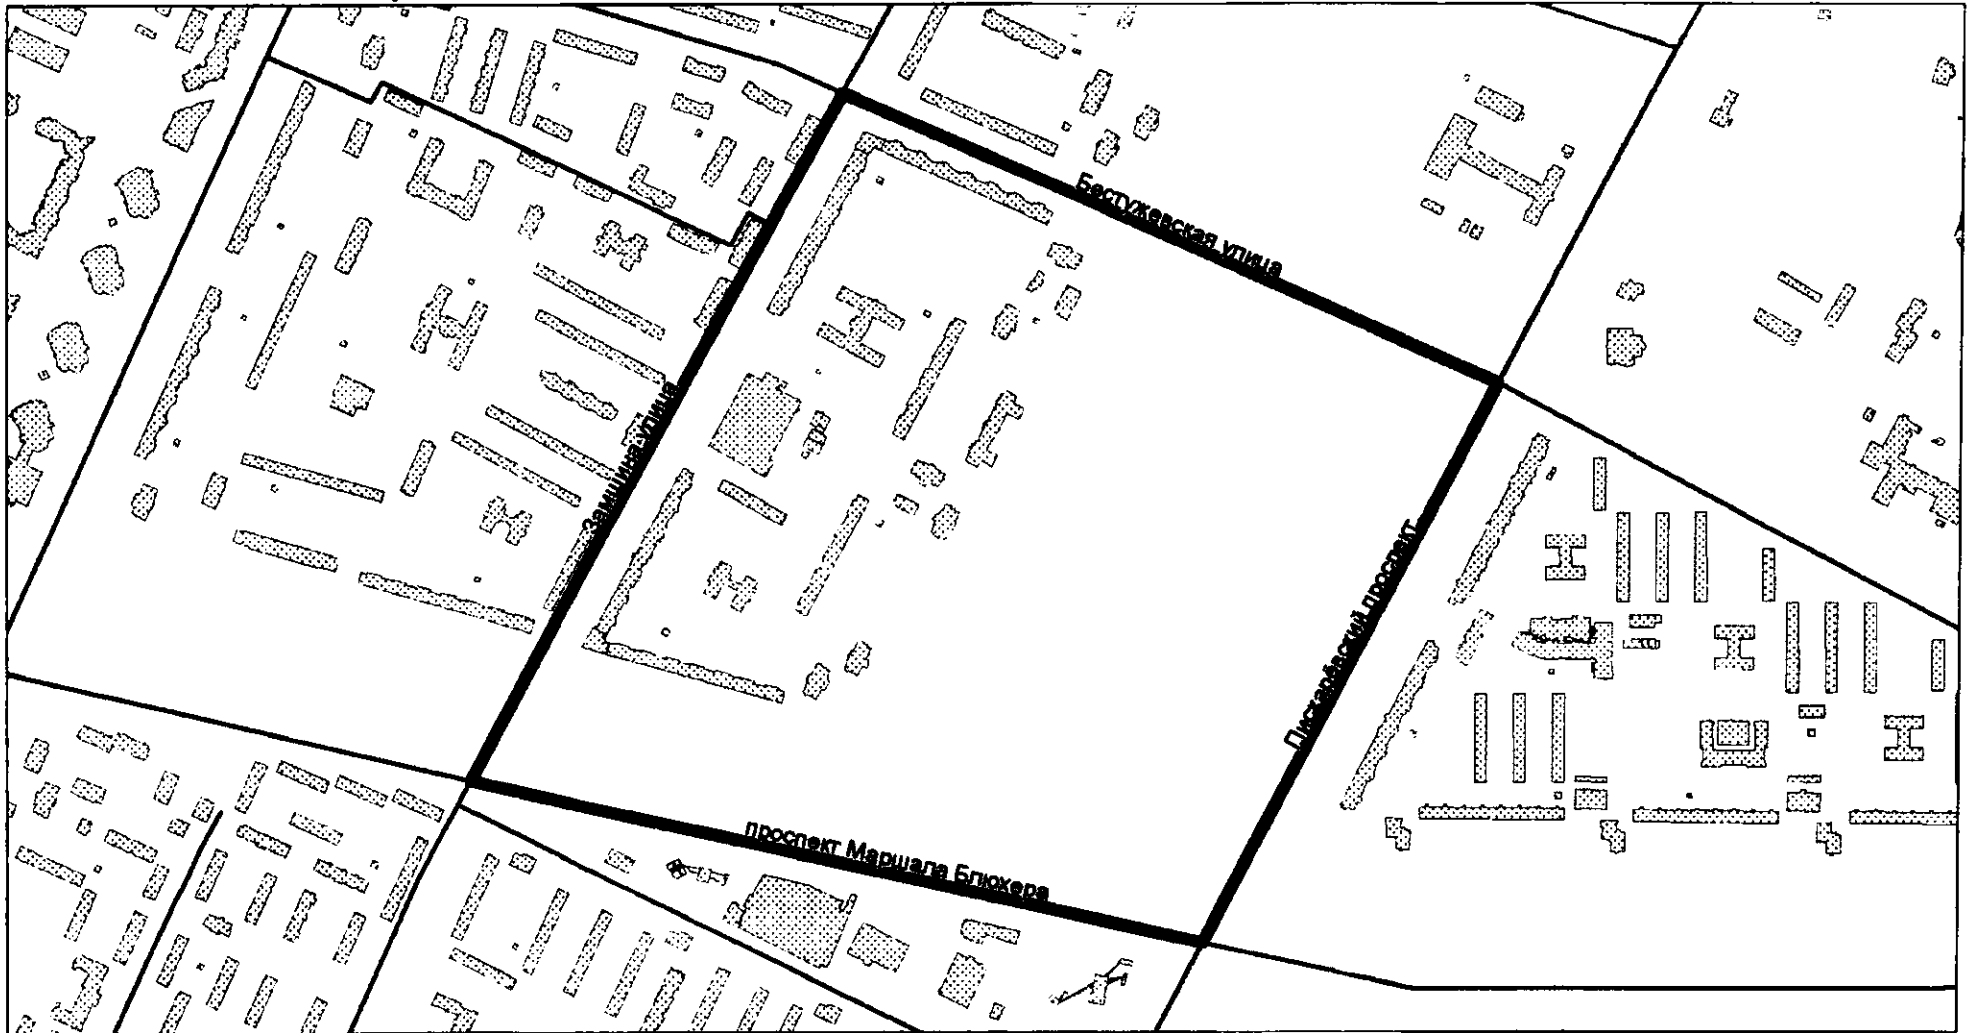 Бестужевская улица
Замшина улица
Пискарёвский проспект
проспект Маршала Блюхера